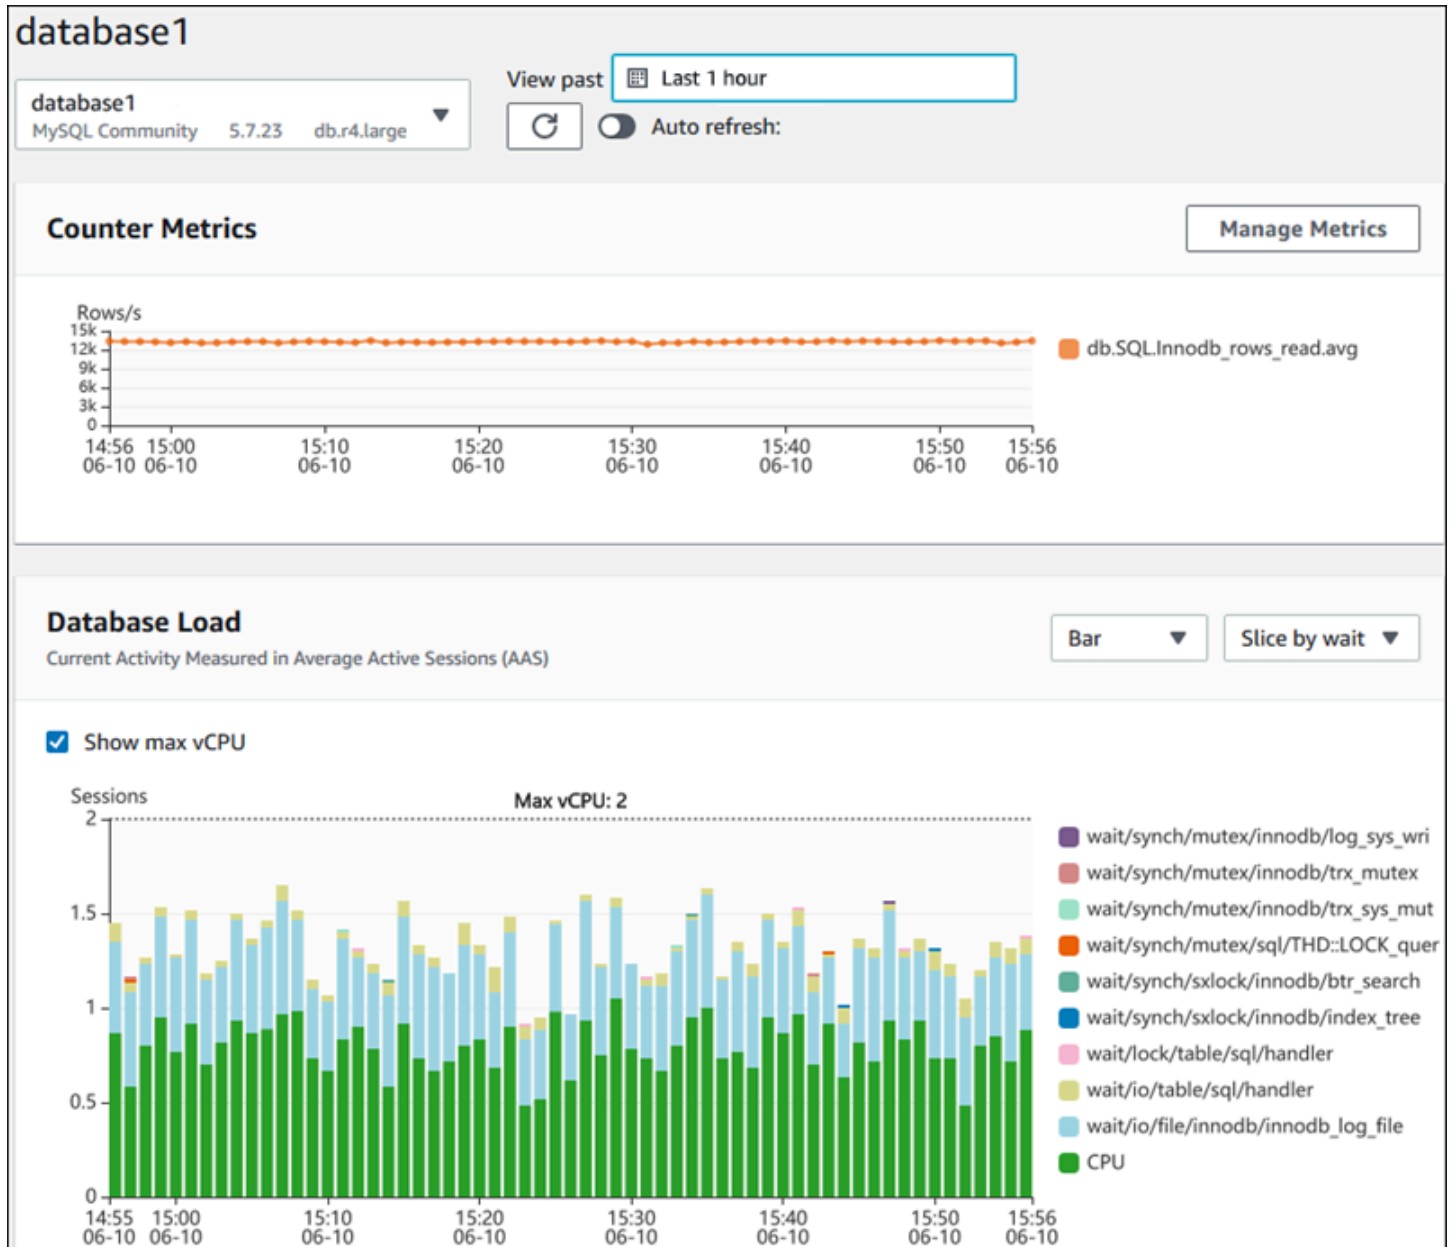 database1
database1
MySQL Community 5.7.23 db.r4.large
View past Last 1 hour
Auto refresh:
Counter Metrics
Manage Metrics
Rows/s
15k
12k
9k
6k
3k
0
14:56 15:00 15:10 15:20 15:30 15:40 15:50 15:56
06-10 06-10 06-10 06-10 06-10 06-10 06-10 06-10
db.SQL.Innodb_rows_read.avg
Database Load
Current Activity Measured in Average Active Sessions (AAS)
Bar
Slice by wait
Show max vCPU
Sessions
Max vCPU: 2
2
1.5
1
0.5
0
14:55 15:00 15:10 15:20 15:30 15:40 15:50 15:56
06-10 06-10 06-10 06-10 06-10 06-10 06-10 06-10
wait/synch/mutex/innodb/log_sys_wri
wait/synch/mutex/innodb/trx_mutex
wait/synch/mutex/innodb/trx_sys_mut
wait/synch/mutex/sql/THD::LOCK_quer
wait/synch/sxlock/innodb/btr_search
wait/synch/sxlock/innodb/index_tree
wait/lock/table/sql/handler
wait/io/table/sql/handler
wait/io/file/innodb/innodb_log_file
CPU